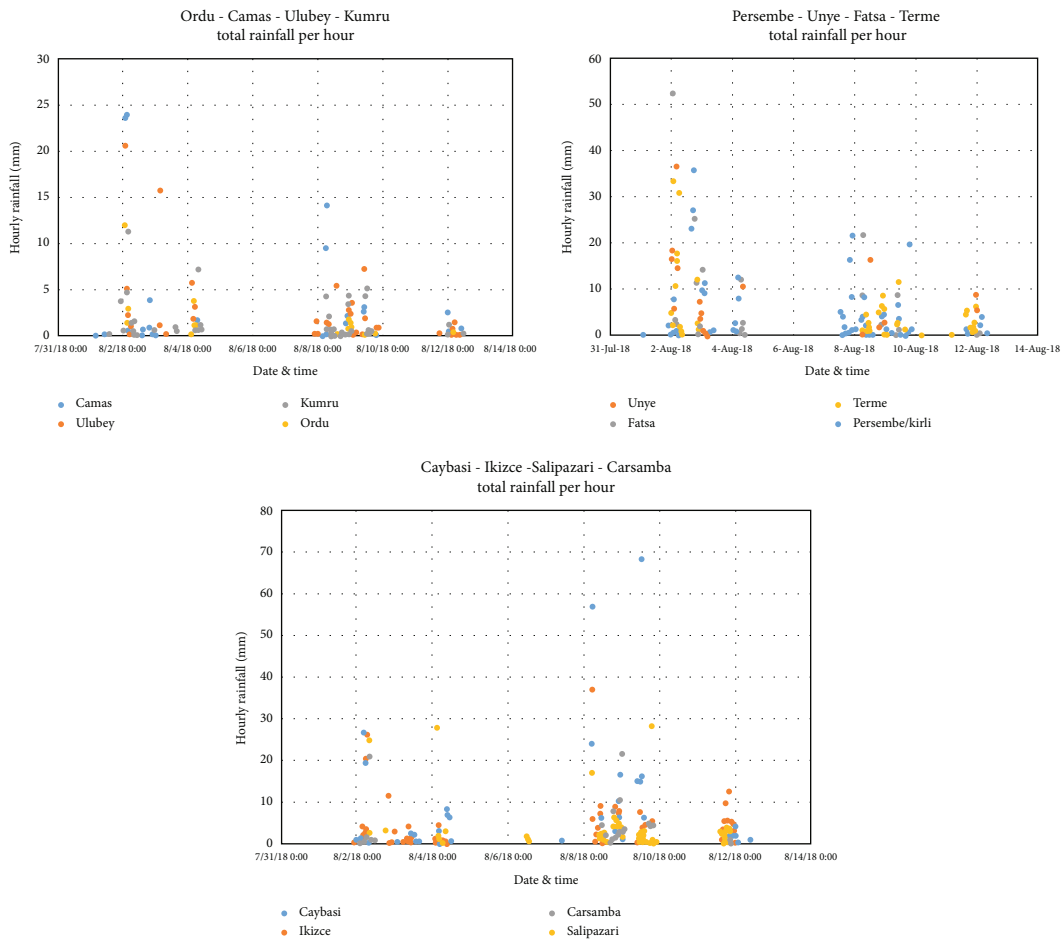 Ordu - Camas - Ulubey - Kumru
total rainfall per hour
30
25
20
15
10
5
0
Hourly rainfall (mm)
7/31/18 0:00 8/2/18 0:00 8/4/18 0:00 8/6/18 0:00 8/8/18 0:00 8/10/18 0:00 8/12/18 0:00 8/14/18 0:00
Date & time
Camas Kumru
Ulubey Ordu
Persembe - Unye - Fatsa - Terme
total rainfall per hour
60
50
40
30
20
10
0
Hourly rainfall (mm)
31-Jul-18 2-Aug-18 4-Aug-18 6-Aug-18 8-Aug-18 10-Aug-18 12-Aug-18 14-Aug-18
Date & time
Unye Terme
Fatsa Persembe/kirli
Caybasi - Ikizce -Salipazari - Carsamba
total rainfall per hour
80
70
60
50
40
30
20
10
0
Hourly rainfall (mm)
7/31/18 0:00 8/2/18 0:00 8/4/18 0:00 8/6/18 0:00 8/8/18 0:00 8/10/18 0:00 8/12/18 0:00 8/14/18 0:00
Date & time
Caybasi Carsamba
Ikizce Salipazari